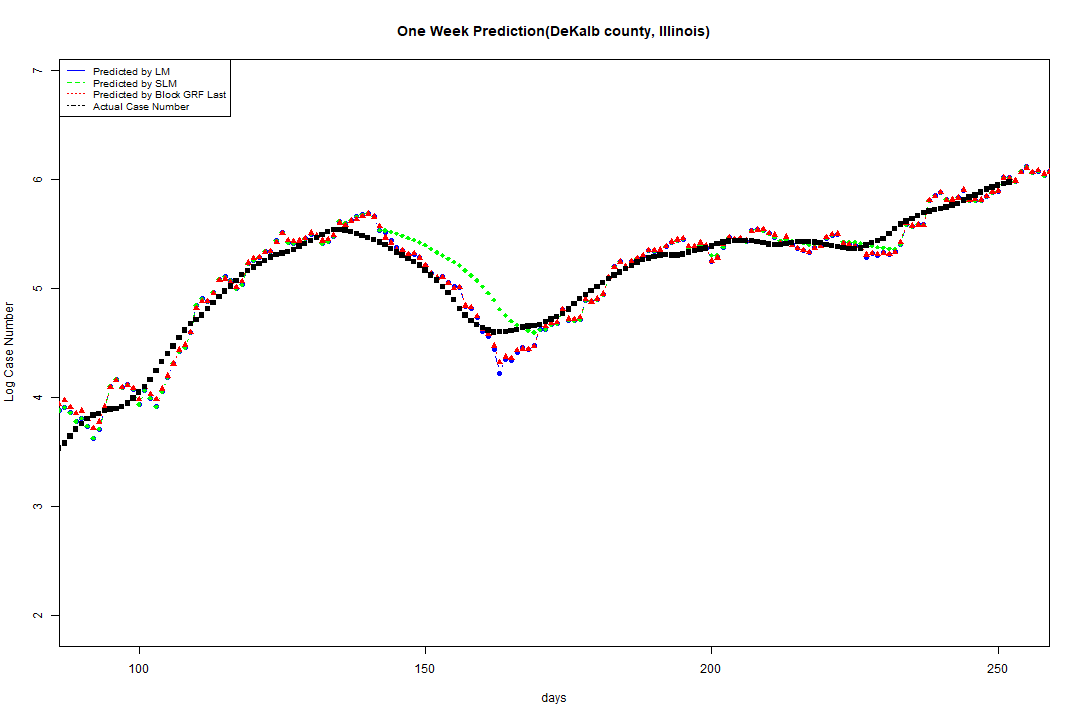 One Week Prediction(DeKalb county, Illinois)
Predicted by LM
Predicted by SLM
Predicted by Block GRF Last
Actual Case Number
7
6
5
4
3
2
Log Case Number
100 150 200 250
days